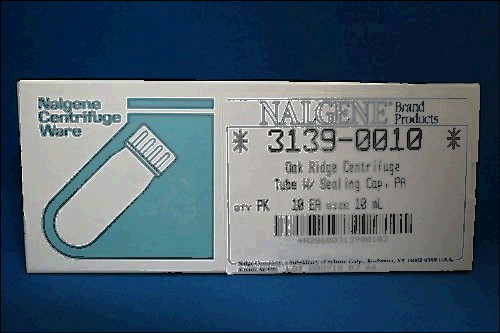 Nalgene
Centrifuge
Ware
NALGENE® Brand
Products
* 3139-0010 *
Oak Ridge Centrifuge
Tube W/ Sealing Cap, PA
QTY PK 10 EA size 10 mL